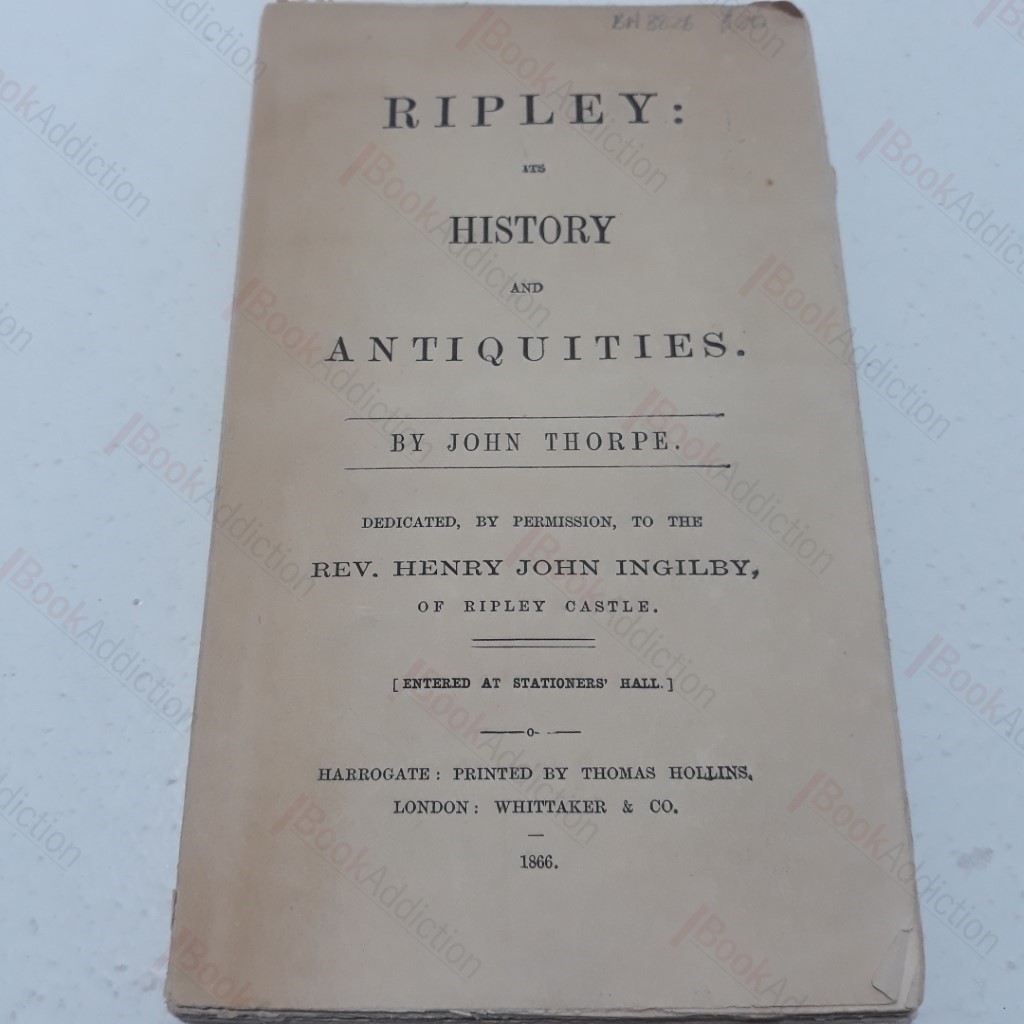 RIPLEY:
ITS
HISTORY
AND
ANTIQUITIES.
BY JOHN THORPE.
DEDICATED, BY PERMISSION, TO THE
REV. HENRY JOHN INGILBY,
OF RIPLEY CASTLE.
[ENTERED AT STATIONERS' HALL.]
HARROGATE: PRINTED BY THOMAS HOLLINS,
LONDON: WHITTAKER & CO.
1866.
BookAddiction